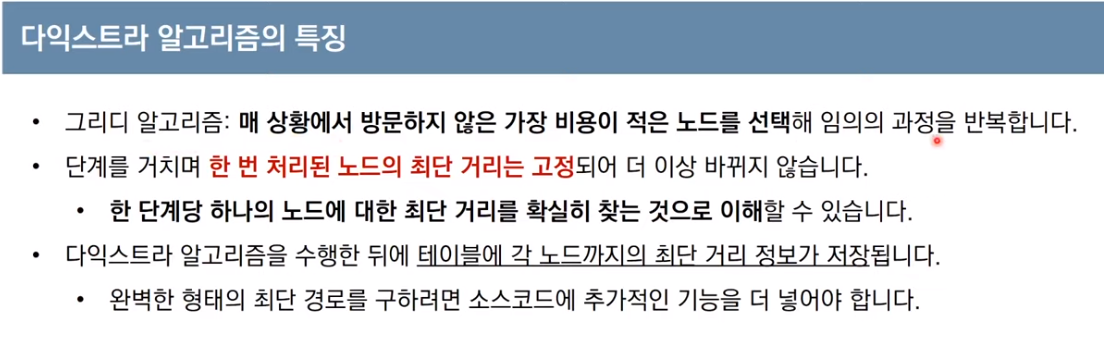 다익스트라 알고리즘의 특징
• 그리디 알고리즘: 매 상황에서 방문하지 않은 가장 비용이 적은 노드를 선택해 임의의 과정을 반복합니다.
• 단계를 거치며 한 번 처리된 노드의 최단 거리는 고정되어 더 이상 바뀌지 않습니다.
• 한 단계당 하나의 노드에 대한 최단 거리를 확실히 찾는 것으로 이해할 수 있습니다.
• 다익스트라 알고리즘을 수행한 뒤에 테이블에 각 노드까지의 최단 거리 정보가 저장됩니다.
• 완벽한 형태의 최단 경로를 구하려면 소스코드에 추가적인 기능을 더 넣어야 합니다.